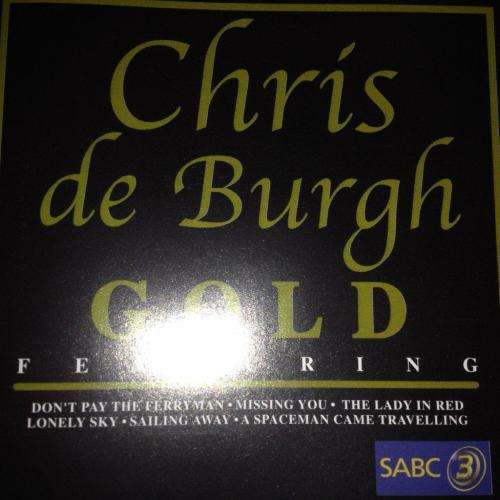 Chris
de Burgh
GOLD
FEATURING
DON'T PAY THE FERRYMAN • MISSING YOU • THE LADY IN RED
LONELY SKY • SAILING AWAY • A SPACEMAN CAME TRAVELLING
SABC 3